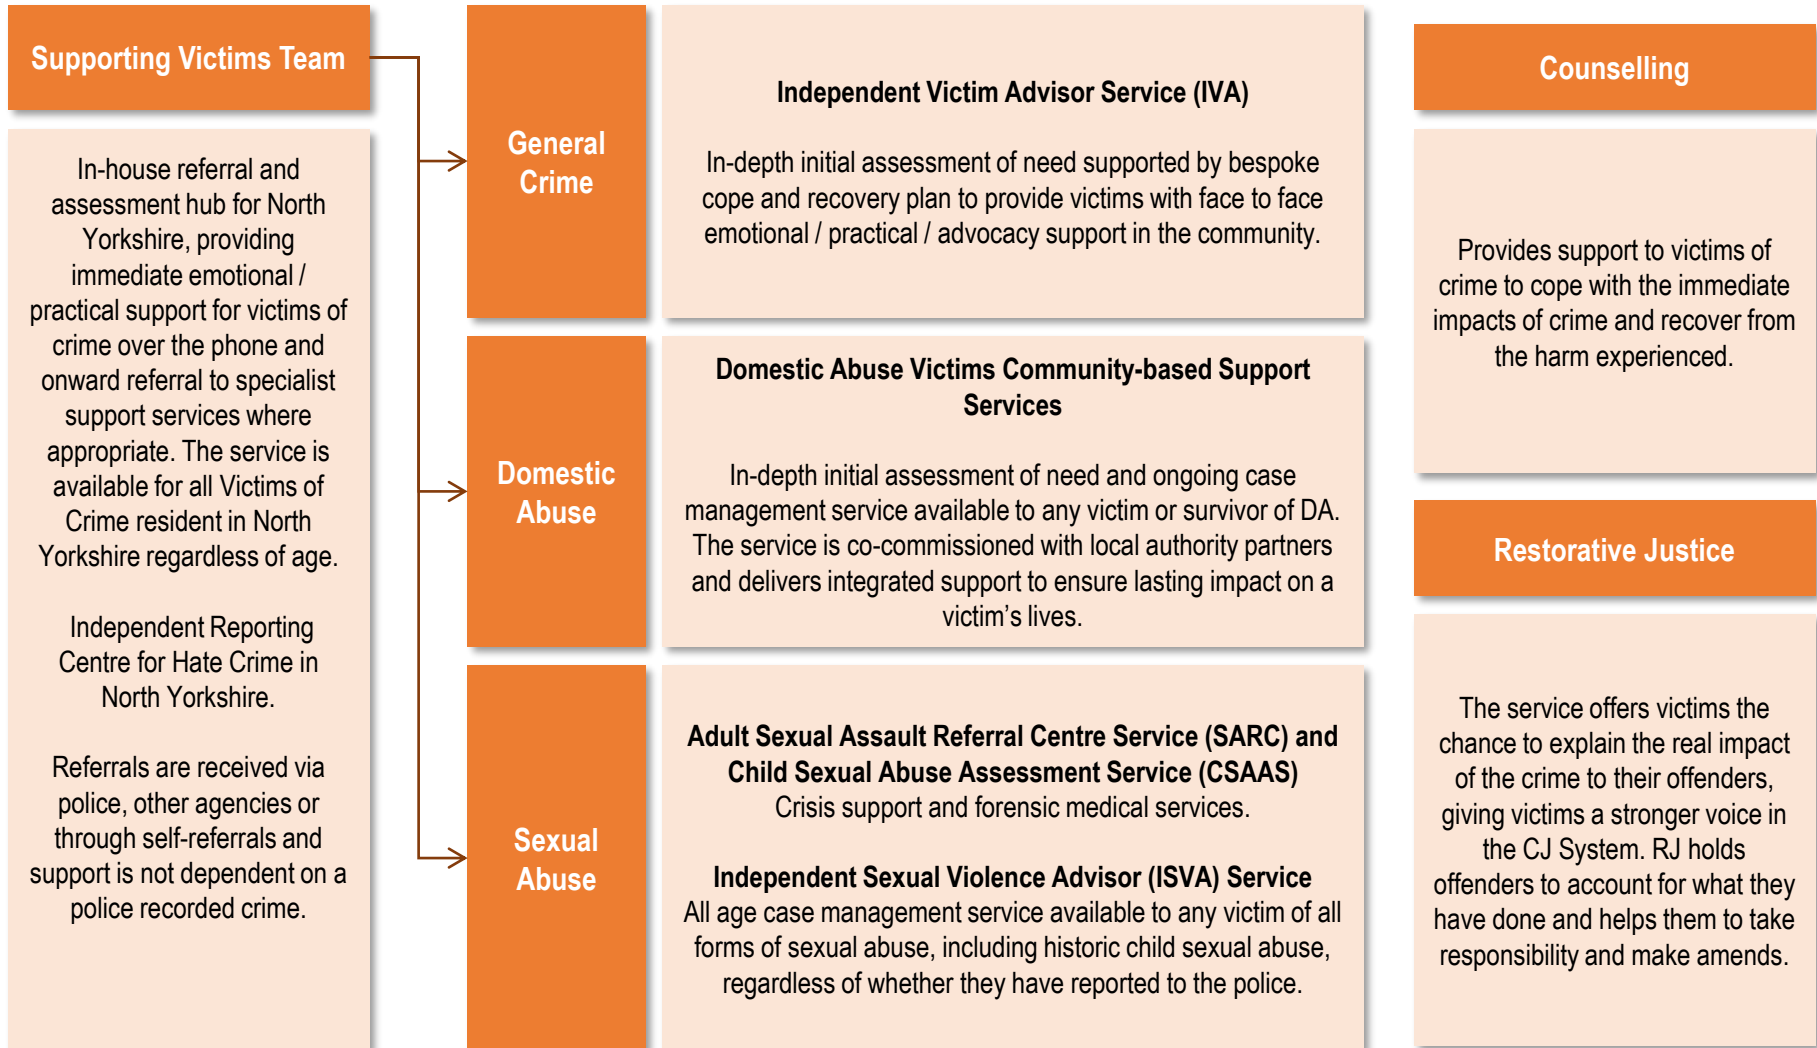 Supporting Victims Team
In-house referral and
assessment hub for North
Yorkshire, providing
immediate emotional /
practical support for victims of
crime over the phone and
onward referral to specialist
support services where
appropriate. The service is
available for all Victims of
Crime resident in North
Yorkshire regardless of age.
Independent Reporting
Centre for Hate Crime in
North Yorkshire.
Referrals are received via
police, other agencies or
through self-referrals and
support is not dependent on a
police recorded crime.
General
Crime
Independent Victim Advisor Service (IVA)
In-depth initial assessment of need supported by bespoke
cope and recovery plan to provide victims with face to face
emotional / practical / advocacy support in the community.
Domestic
Abuse
Domestic Abuse Victims Community-based Support
Services
In-depth initial assessment of need and ongoing case
management service available to any victim or survivor of DA.
The service is co-commissioned with local authority partners
and delivers integrated support to ensure lasting impact on a
victim’s lives.
Sexual
Abuse
Adult Sexual Assault Referral Centre Service (SARC) and
Child Sexual Abuse Assessment Service (CSAAS)
Crisis support and forensic medical services.
Independent Sexual Violence Advisor (ISVA) Service
All age case management service available to any victim of all
forms of sexual abuse, including historic child sexual abuse,
regardless of whether they have reported to the police.
Counselling
Provides support to victims of
crime to cope with the immediate
impacts of crime and recover from
the harm experienced.
Restorative Justice
The service offers victims the
chance to explain the real impact
of the crime to their offenders,
giving victims a stronger voice in
the CJ System. RJ holds
offenders to account for what they
have done and helps them to take
responsibility and make amends.